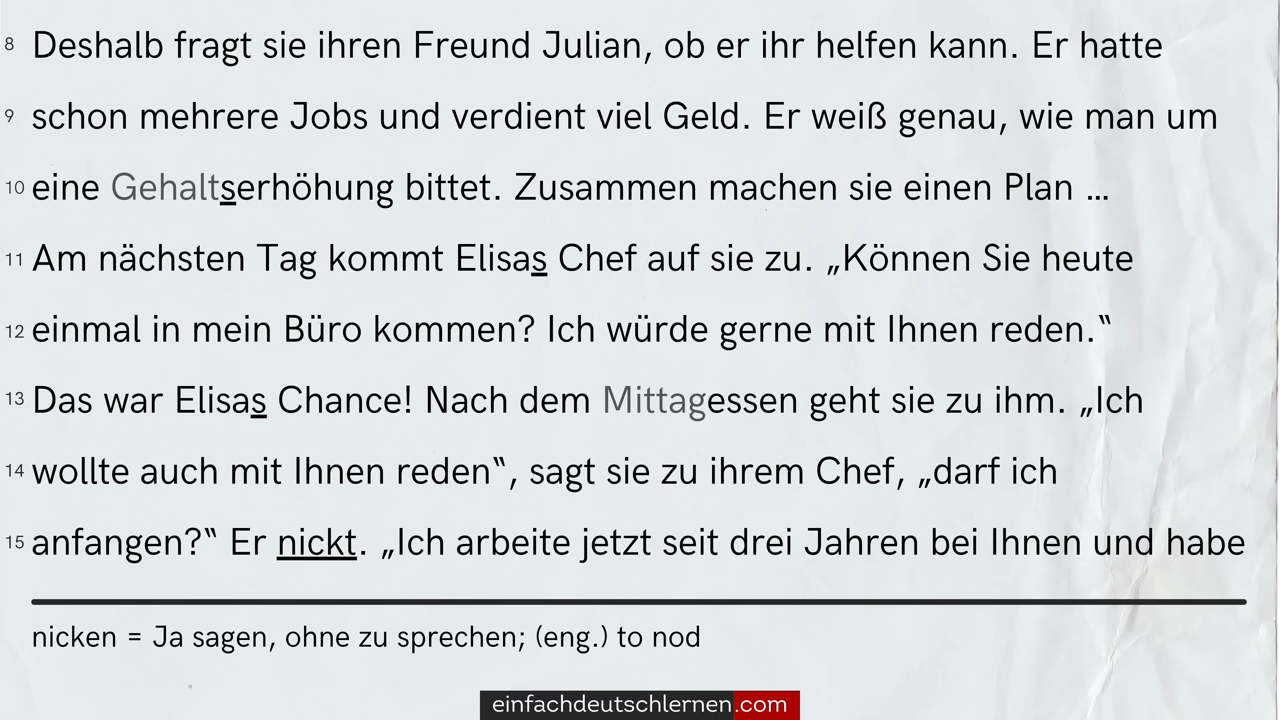 8 Deshalb fragt sie ihren Freund Julian, ob er ihr helfen kann. Er hatte
9 schon mehrere Jobs und verdient viel Geld. Er weiß genau, wie man um
10 eine Gehaltserhöhung bittet. Zusammen machen sie einen Plan ...
11 Am nächsten Tag kommt Elisas Chef auf sie zu. „Können Sie heute
12 einmal in mein Büro kommen? Ich würde gerne mit Ihnen reden.‟
13 Das war Elisas Chance! Nach dem Mittagessen geht sie zu ihm. „Ich
14 wollte auch mit Ihnen reden‟, sagt sie zu ihrem Chef, „darf ich
15 anfangen?‟ Er nickt. „Ich arbeite jetzt seit drei Jahren bei Ihnen und habe
nicken = Ja sagen, ohne zu sprechen; (eng.) to nod
einfachdeutschlernen.com